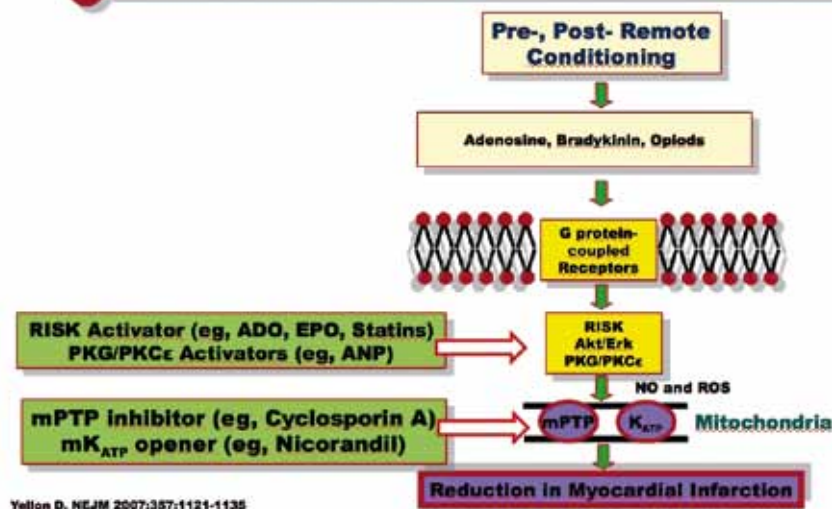 Pre-, Post- Remote
Conditioning
Adenosine, Bradykinin, Opiods
G protein-
coupled
Receptors
RISK Activator (eg, ADO, EPO, Statins)
PKG/PKCε Activators (eg, ANP)
RISK
Akt/Erk
PKG/PKCε
NO and ROS
mPTP inhibitor (eg, Cyclosporin A)
mKATP opener (eg, Nicorandil)
mPTP
KATP
Mitochondria
Reduction in Myocardial Infarction
Yellon D. NEJM 2007:357:1121-1135